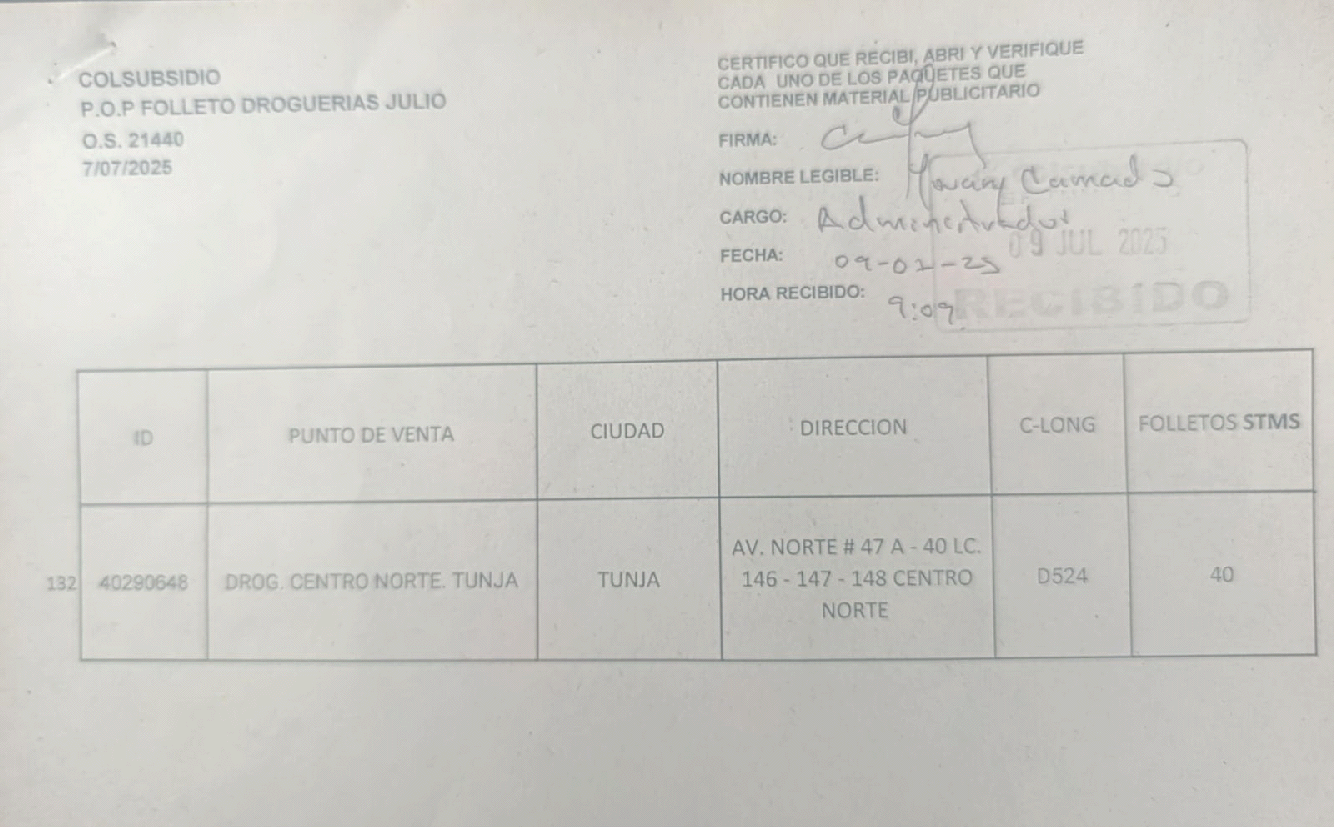 COLSUBSIDIO
P.O.P FOLLETO DROGUERIAS JULIO
O.S. 21440
7/07/2025
CERTIFICO QUE RECIBI, ABRI Y VERIFIQUE
CADA UNO DE LOS PAQUETES QUE
CONTIENEN MATERIAL PUBLICITARIO
FIRMA:
NOMBRE LEGIBLE:
CARGO: Administrador
FECHA:
09 JUL 2025
HORA RECIBIDO: 9:09
RECIBIDO
ID PUNTO DE VENTA CIUDAD DIRECCION C-LONG FOLLETOS STMS
132 40290648 DROG. CENTRO NORTE. TUNJA TUNJA AV. NORTE # 47 A - 40 LC.
146 - 147 - 148 CENTRO
NORTE
D524 40